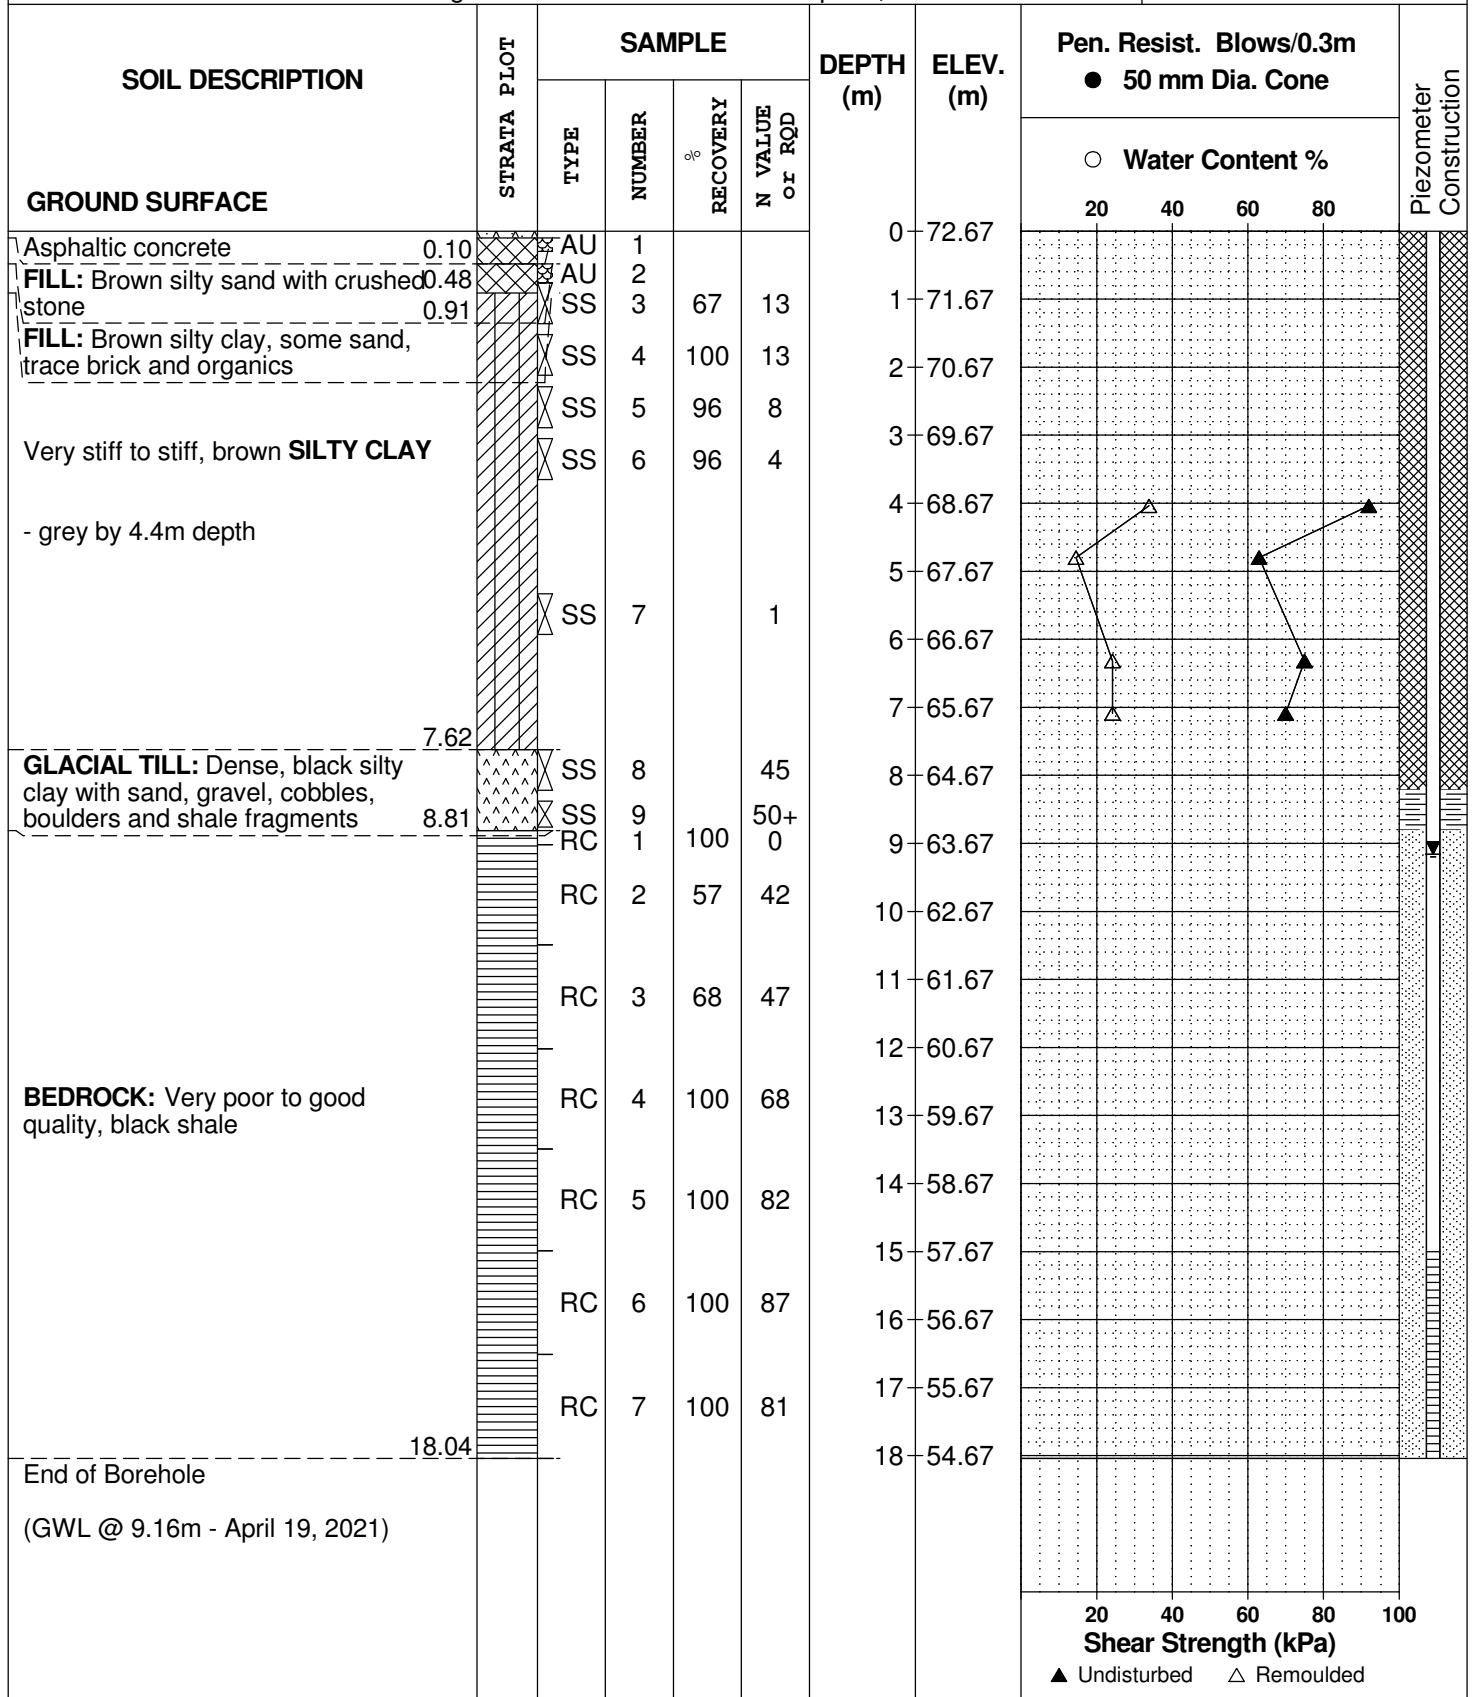 SOIL DESCRIPTION
GROUND SURFACE
STRATA PLOT
SAMPLE
TYPE
NUMBER
% RECOVERY
N VALUE or RQD
DEPTH (m)
ELEV. (m)
Pen. Resist. Blows/0.3m
● 50 mm Dia. Cone
○ Water Content %
20 40 60 80
Piezometer Construction
0 72.67
Asphaltic concrete 0.10 AU 1
FILL: Brown silty sand with crushed 0.48 AU 2
stone 0.91 SS 3 67 13
1 71.67
FILL: Brown silty clay, some sand,
trace brick and organics
SS 4 100 13
2 70.67
SS 5 96 8
3 69.67
Very stiff to stiff, brown SILTY CLAY
SS 6 96 4
4 68.67
- grey by 4.4m depth
5 67.67
SS 7 1
6 66.67
7 65.67
7.62
GLACIAL TILL: Dense, black silty
clay with sand, gravel, cobbles,
boulders and shale fragments 8.81
SS 8 45
8 64.67
SS 9 50+
RC 1 100 0
9 63.67
RC 2 57 42
10 62.67
11 61.67
RC 3 68 47
12 60.67
BEDROCK: Very poor to good
quality, black shale
RC 4 100 68
13 59.67
14 58.67
RC 5 100 82
15 57.67
RC 6 100 87
16 56.67
17 55.67
RC 7 100 81
18.04
18 54.67
End of Borehole
(GWL @ 9.16m - April 19, 2021)
20 40 60 80 100
Shear Strength (kPa)
▲ Undisturbed △ Remoulded